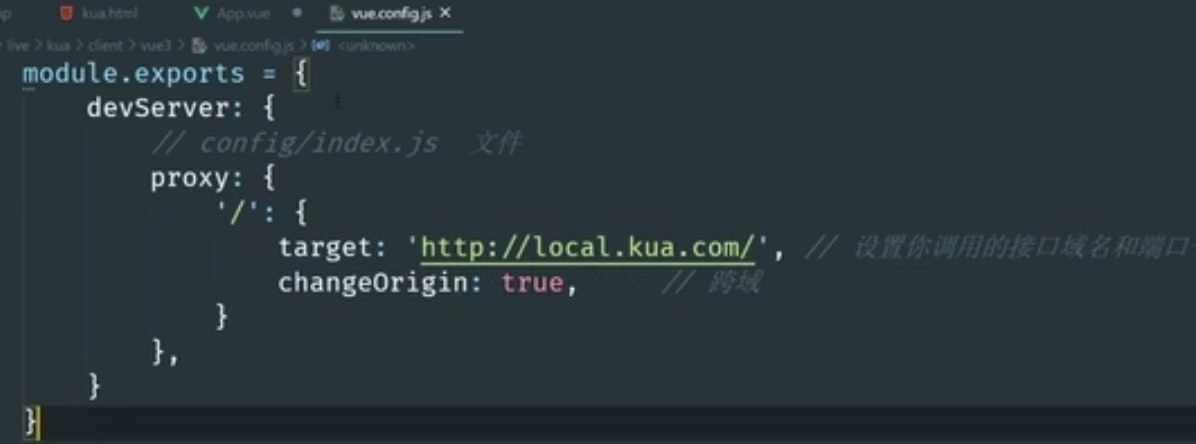 kua.html App.vue vue.config.js
live > kua > client > vue3 > vue.config.js > <unknown>
module.exports = {
devServer: {
// config/index.js 文件
proxy: {
'/': {
target: 'http://local.kua.com/', // 设置你调用的接口域名和端口
changeOrigin: true, // 跨域
}
},
}
}